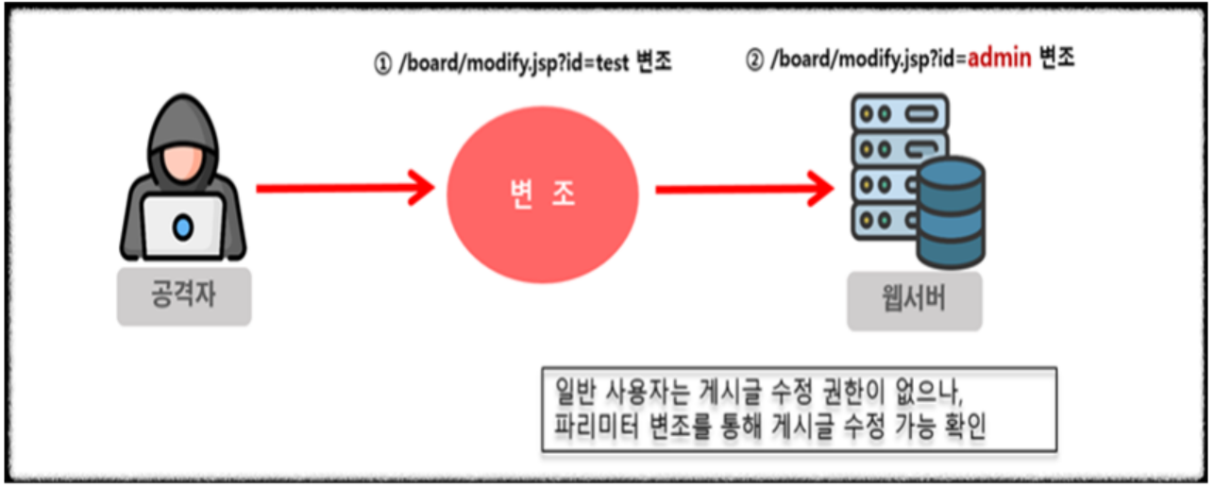 ① /board/modify.jsp?id=test 변조
② /board/modify.jsp?id=admin 변조
변 조
공격자
웹서버
일반 사용자는 게시글 수정 권한이 없으나,
파리미터 변조를 통해 게시글 수정 가능 확인